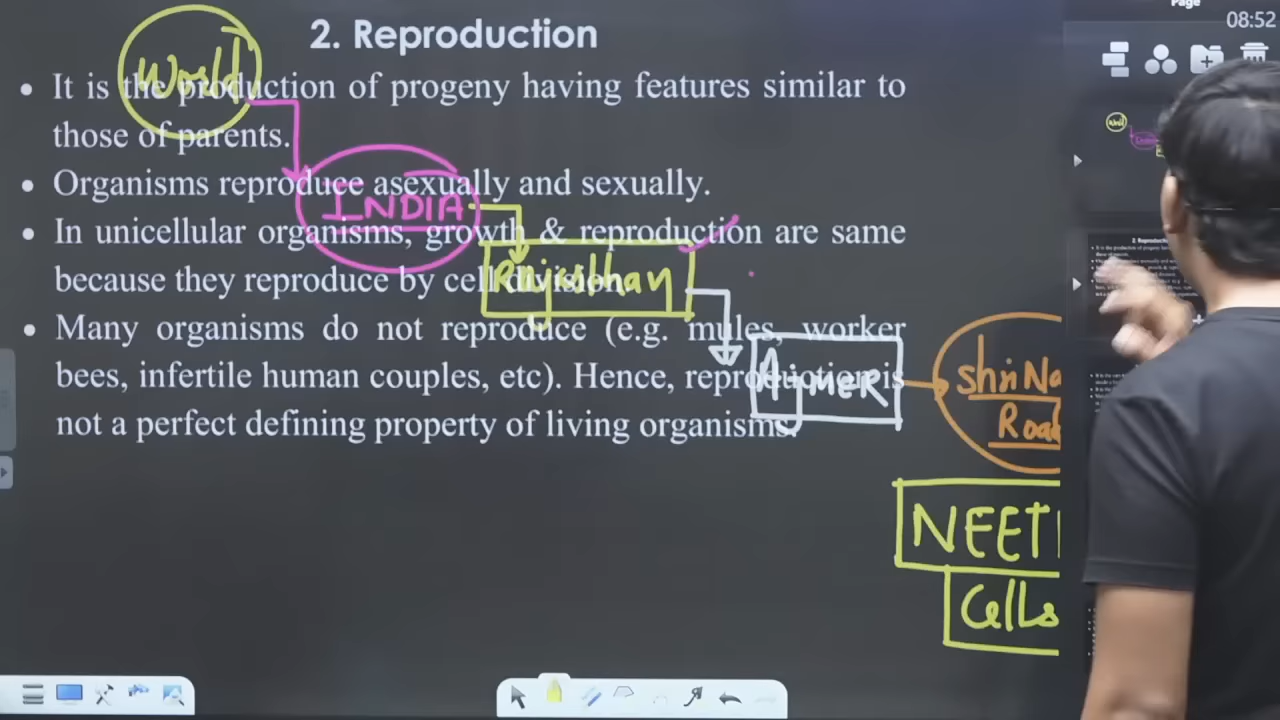 Page
08:52
2. Reproduction
World
• It is the production of progeny having features similar to
those of parents.
• Organisms reproduce asexually and sexually.
INDIA
• In unicellular organisms, growth & reproduction are same
because they reproduce by cell division.
Rajasthan
• Many organisms do not reproduce (e.g. mules, worker
bees, infertile human couples, etc). Hence, reproduction is
not a perfect defining property of living organisms.
AjmeR
Road
NEET
Cells